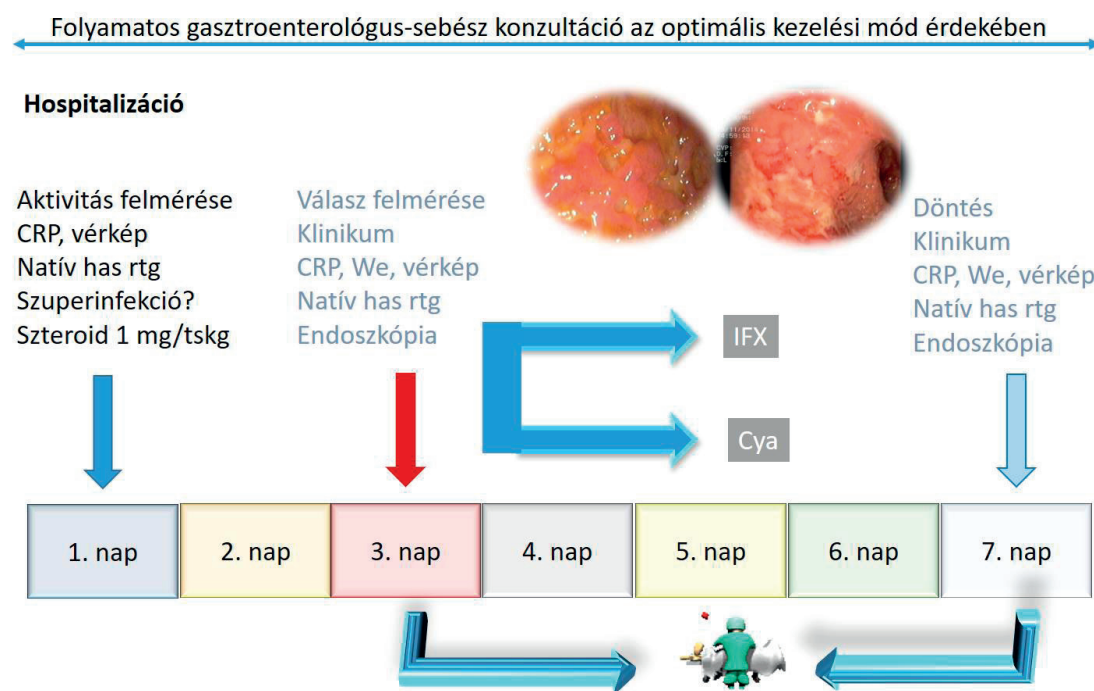 Folyamatos gasztroenterológus-sebész konzultáció az optimális kezelési mód érdekében
Hospitalizáció
Aktivitás felmérése
CRP, vérkép
Natív has rtg
Szuperinfekció?
Szteroid 1 mg/tskg
Válasz felmérése
Klinikum
CRP, We, vérkép
Natív has rtg
Endoszkópia
IFX
Cya
Döntés
Klinikum
CRP, We, vérkép
Natív has rtg
Endoszkópia
1. nap
2. nap
3. nap
4. nap
5. nap
6. nap
7. nap